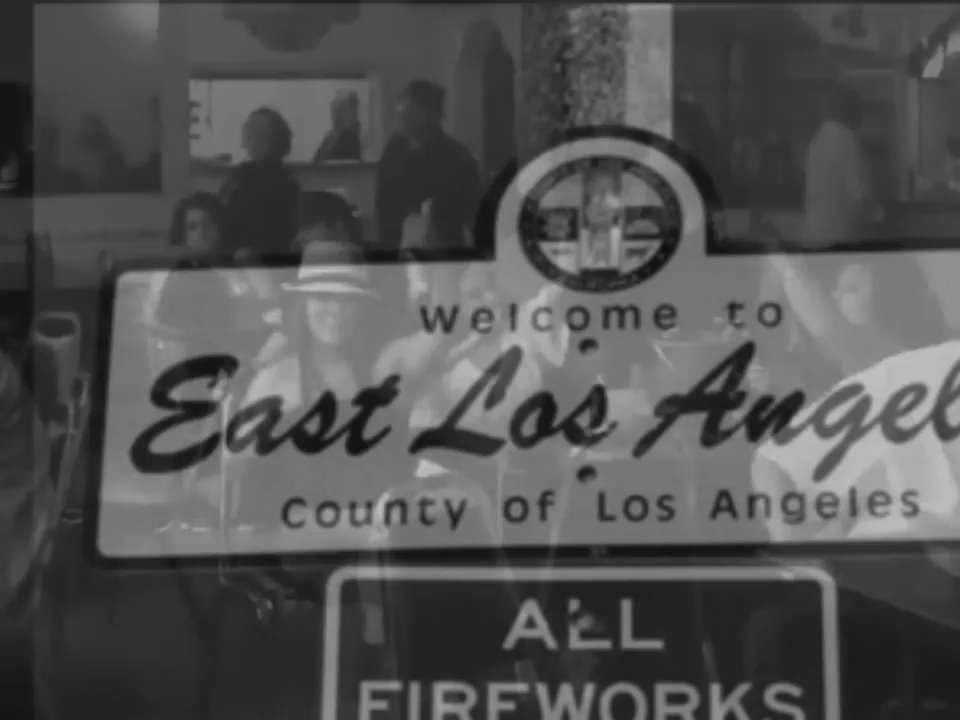 Welcome to
East Los Angel
County of Los Angeles
ALL
FIREWORKS